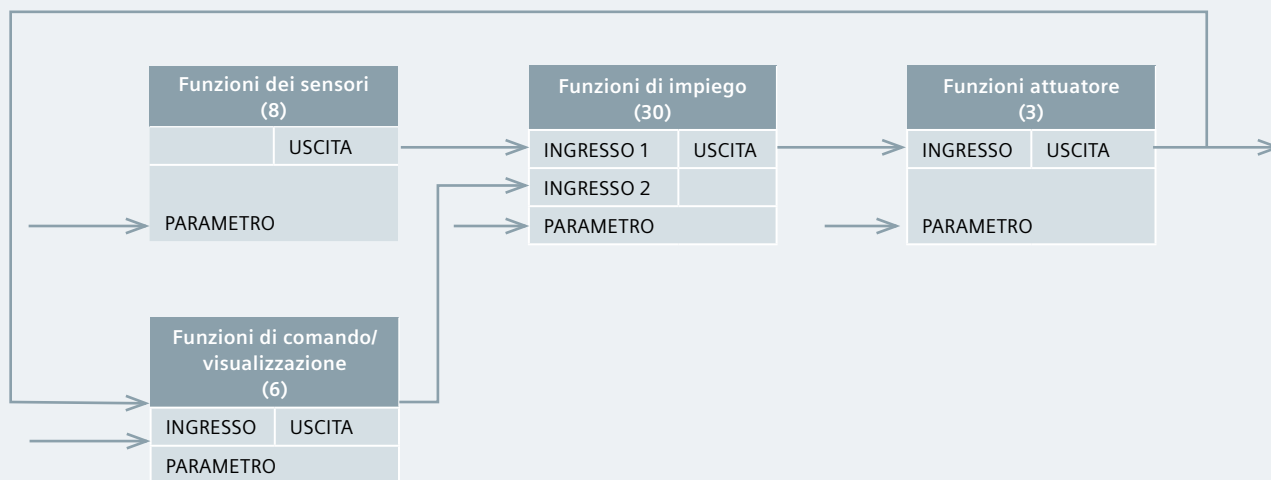 Funzioni dei sensori
(8)
USCITA
PARAMETRO
Funzioni di impiego
(30)
INGRESSO 1 USCITA
INGRESSO 2
PARAMETRO
Funzioni attuatore
(3)
INGRESSO USCITA
PARAMETRO
Funzioni di comando/
visualizzazione
(6)
INGRESSO USCITA
PARAMETRO